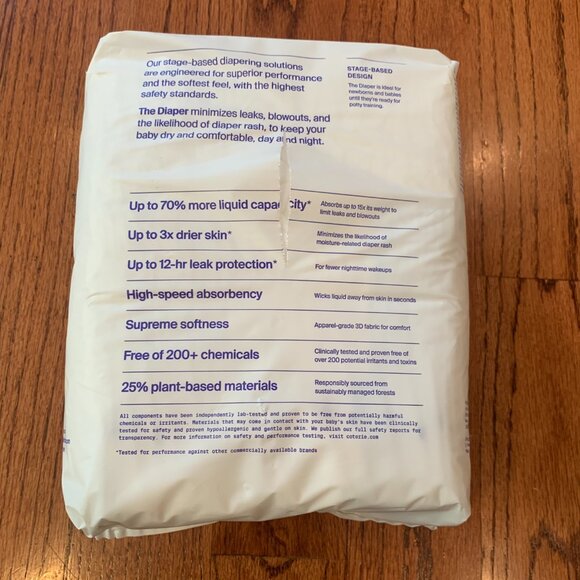 Our stage-based diapering solutions
are engineered for superior performance
and the softest feel, with the highest
safety standards.
The Diaper minimizes leaks, blowouts, and
the likelihood of diaper rash, to keep your
baby dry and comfortable, day and night.
STAGE-BASED
DESIGN
The Diaper is ideal for
newborns and babies
until they're ready for
potty training.
Up to 70% more liquid capacity*
Absorbs up to 15x its weight to
limit leaks and blowouts
Up to 3x drier skin*
Minimizes the likelihood of
moisture-related diaper rash
Up to 12-hr leak protection*
For fewer nighttime wakeups
High-speed absorbency
Wicks liquid away from skin in seconds
Supreme softness
Apparel-grade 3D fabric for comfort
Free of 200+ chemicals
Clinically tested and proven free of
over 200 potential irritants and toxins
25% plant-based materials
Responsibly sourced from
sustainably managed forests
All components have been independently lab-tested and proven to be free from potentially harmful
chemicals or irritants. Materials that may come in contact with your baby's skin have been clinically
tested for safety and proven hypoallergenic and gentle on skin. We publish our full safety reports for
transparency. For more information on safety and performance testing, visit coterie.com
*Tested for performance against other commercially available brands